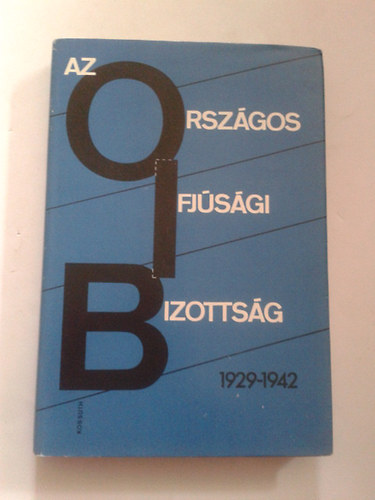 AZ
ORSZÁGOS
IFJÚSÁGI
BIZOTTSÁG
1929-1942